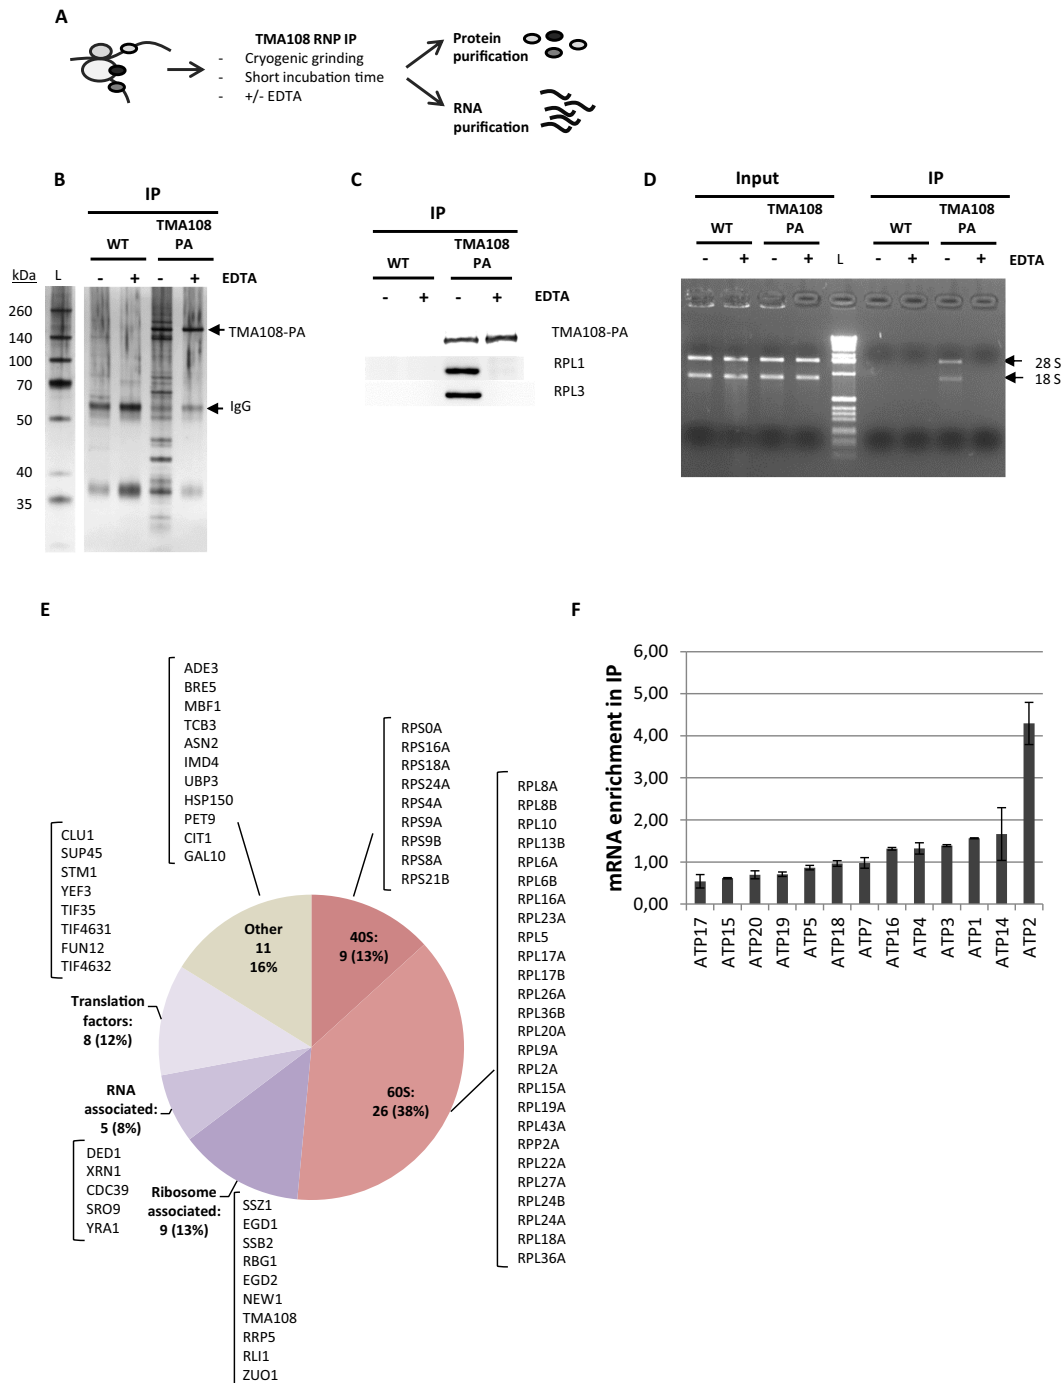 A
TMA108 RNP IP
- Cryogenic grinding
- Short incubation time
- +/- EDTA
Protein
purification
RNA
purification
B
IP
WT
TMA108
PA
kDa L - + - + EDTA
260
140
100
70
50
40
35
TMA108-PA
IgG
C
IP
WT
TMA108
PA
- + - + EDTA
TMA108-PA
RPL1
RPL3
D
Input
IP
WT
TMA108
PA
WT
TMA108
PA
- + - + L - + - + EDTA
28 S
18 S
E
ADE3
BRE5
MBF1
TCB3
ASN2
IMD4
UBP3
HSP150
PET9
CIT1
GAL10
RPS0A
RPS16A
RPS18A
RPS24A
RPS4A
RPS9A
RPS9B
RPS8A
RPS21B
RPL8A
RPL8B
RPL10
RPL13B
RPL6A
RPL6B
RPL16A
RPL23A
RPL5
RPL17A
RPL17B
RPL26A
RPL36B
RPL20A
RPL9A
RPL2A
RPL15A
RPL19A
RPL43A
RPP2A
RPL22A
RPL27A
RPL24B
RPL24A
RPL18A
RPL36A
CLU1
SUP45
STM1
YEF3
TIF35
TIF4631
FUN12
TIF4632
Other
11
16%
40S:
9 (13%)
60S:
26 (38%)
Translation
factors:
8 (12%)
RNA
associated:
5 (8%)
DED1
XRN1
CDC39
SRO9
YRA1
Ribosome
associated:
9 (13%)
SSZ1
EGD1
SSB2
RBG1
EGD2
NEW1
TMA108
RRP5
RLI1
ZUO1
F
mRNA enrichment in IP
6,00
5,00
4,00
3,00
2,00
1,00
0,00
ATP17
ATP15
ATP20
ATP19
ATP5
ATP18
ATP7
ATP16
ATP4
ATP3
ATP1
ATP14
ATP2